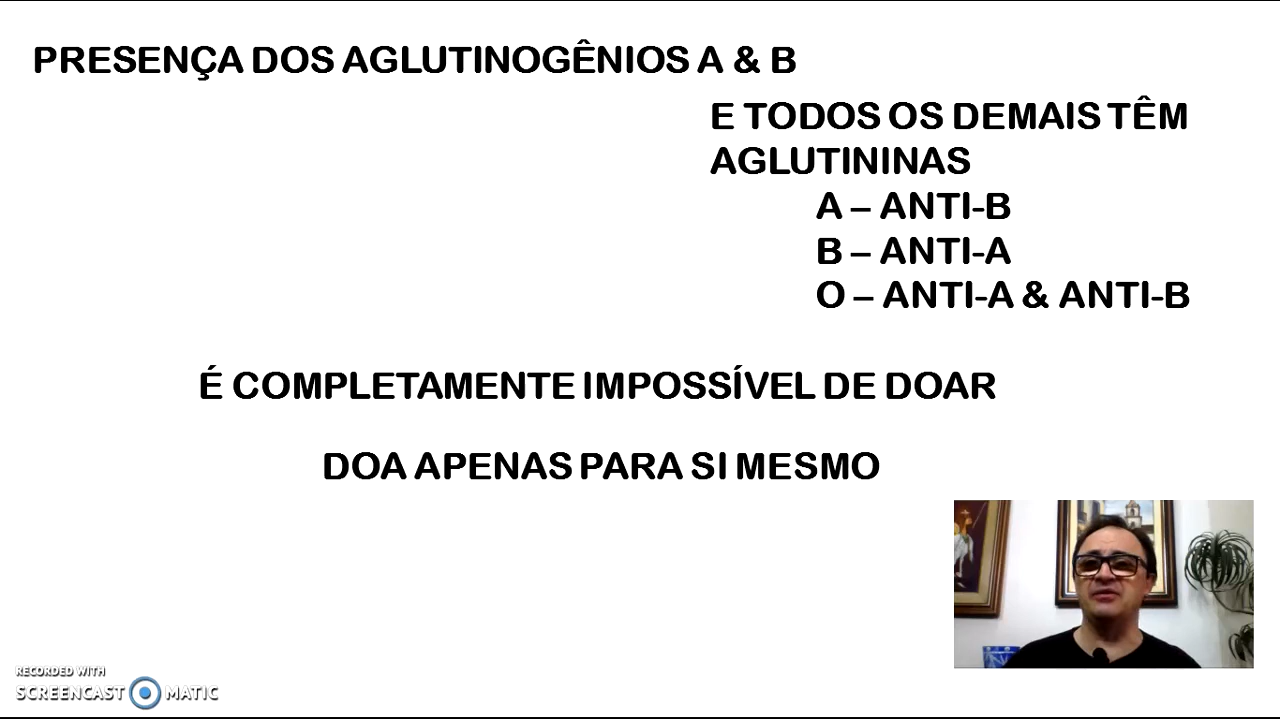 PRESENÇA DOS AGLUTINOGÊNIOS A & B
E TODOS OS DEMAIS TÊM
AGLUTININAS
A – ANTI-B
B – ANTI-A
O – ANTI-A & ANTI-B
É COMPLETAMENTE IMPOSSÍVEL DE DOAR
DOA APENAS PARA SI MESMO
RECORDED WITH
SCREENCAST MATIC